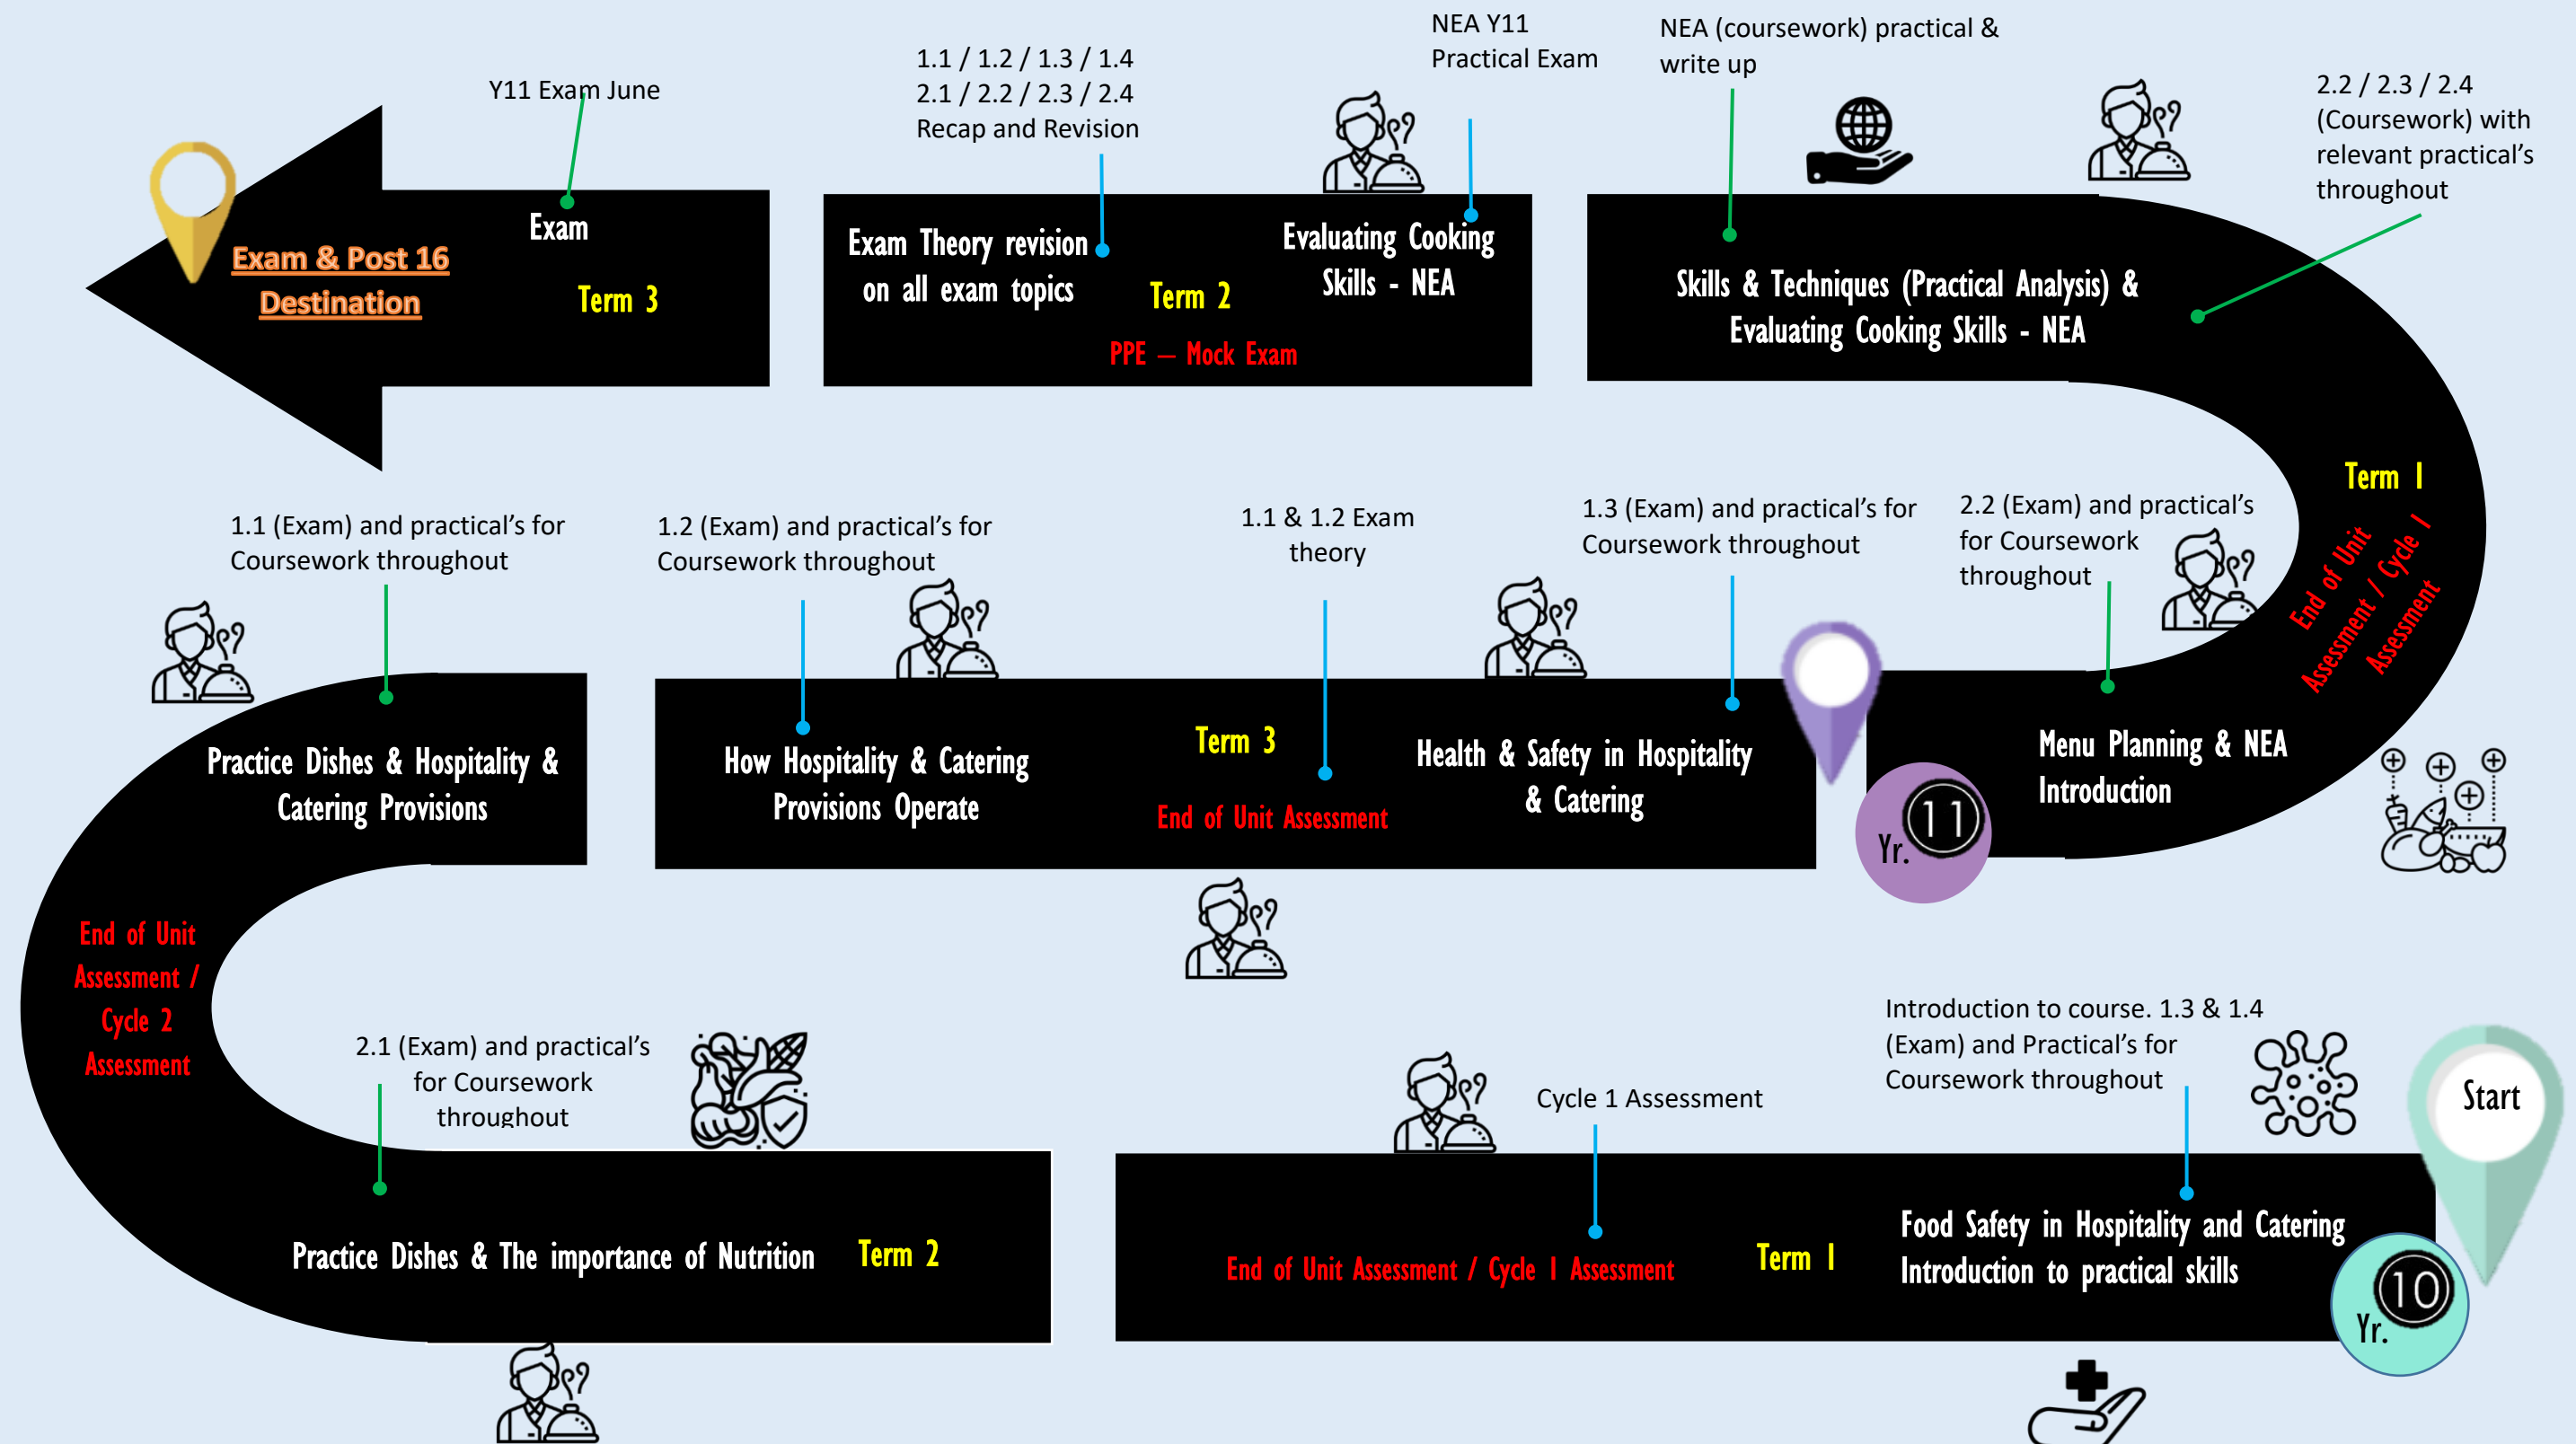 NEA Y11
Practical Exam
NEA (coursework) practical &
write up
1.1 / 1.2 / 1.3 / 1.4
2.1 / 2.2 / 2.3 / 2.4
Recap and Revision
Y11 Exam June
2.2 / 2.3 / 2.4
(Coursework) with
relevant practical's
throughout
Exam
Exam & Post 16
Destination
Term 3
Exam Theory revision
on all exam topics
Term 2
PPE – Mock Exam
Evaluating Cooking
Skills - NEA
Skills & Techniques (Practical Analysis) &
Evaluating Cooking Skills - NEA
Term 1
End of Unit
Assessment / Cycle 1
Assessment
1.1 (Exam) and practical's for
Coursework throughout
1.2 (Exam) and practical's for
Coursework throughout
1.1 & 1.2 Exam
theory
1.3 (Exam) and practical's for
Coursework throughout
2.2 (Exam) and practical's
for Coursework
throughout
Practice Dishes & Hospitality &
Catering Provisions
How Hospitality & Catering
Provisions Operate
Term 3
End of Unit Assessment
Health & Safety in Hospitality
& Catering
Yr. 11
Menu Planning & NEA
Introduction
End of Unit
Assessment /
Cycle 2
Assessment
2.1 (Exam) and practical's
for Coursework
throughout
Cycle 1 Assessment
Introduction to course. 1.3 & 1.4
(Exam) and Practical's for
Coursework throughout
Start
Practice Dishes & The importance of Nutrition
Term 2
End of Unit Assessment / Cycle 1 Assessment
Term 1
Food Safety in Hospitality and Catering
Introduction to practical skills
Yr. 10